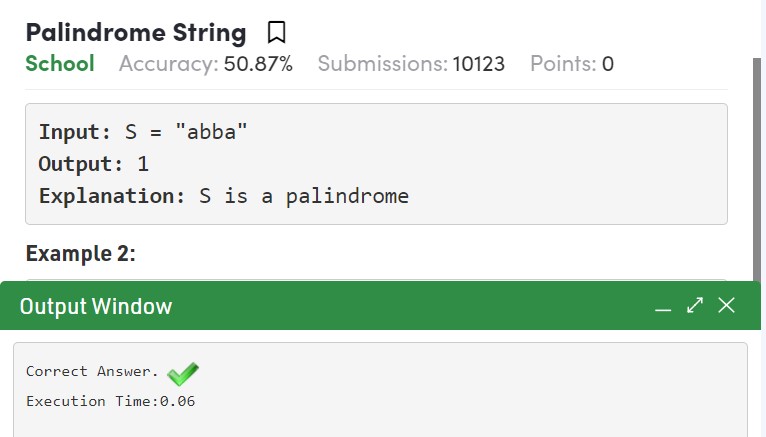 Palindrome String
School Accuracy: 50.87% Submissions: 10123 Points: 0
Input: S = "abba"
Output: 1
Explanation: S is a palindrome
Example 2:
Output Window
Correct Answer.
Execution Time:0.06